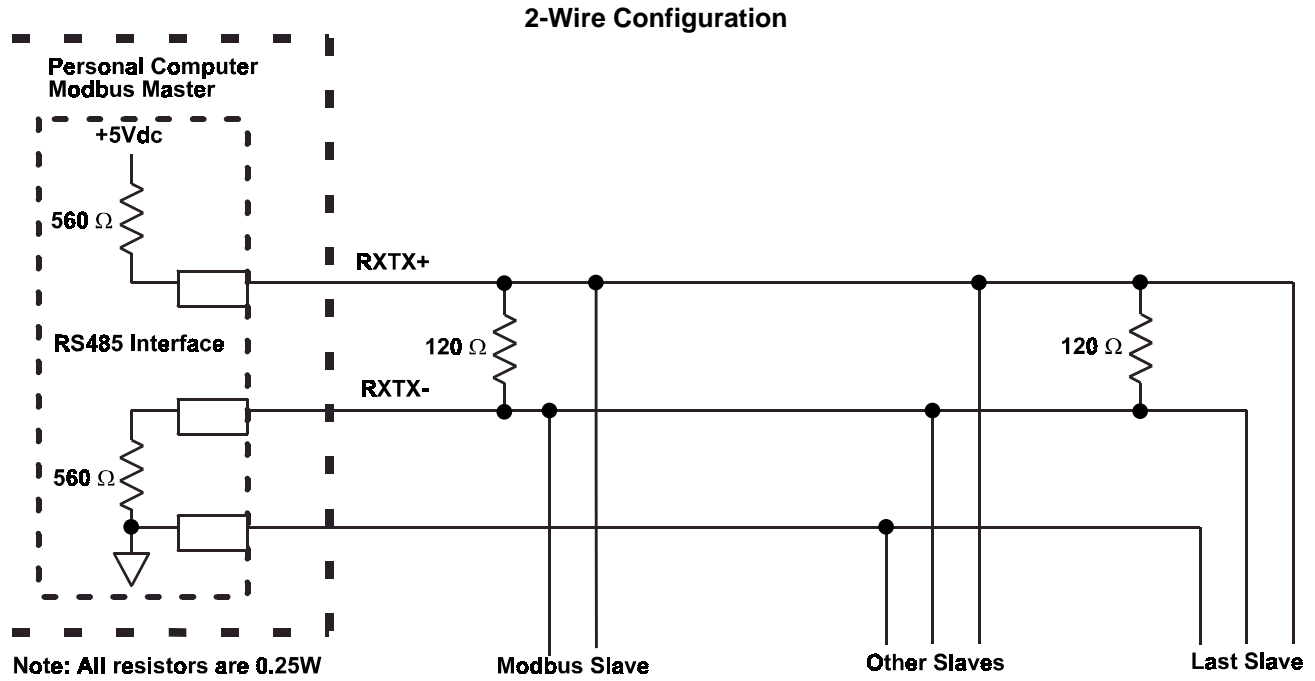 2-Wire Configuration
Personal Computer
Modbus Master
+5Vdc
560 Ω
RXTX+
RS485 Interface
120 Ω
120 Ω
RXTX-
560 Ω
Note: All resistors are 0.25W
Modbus Slave
Other Slaves
Last Slave